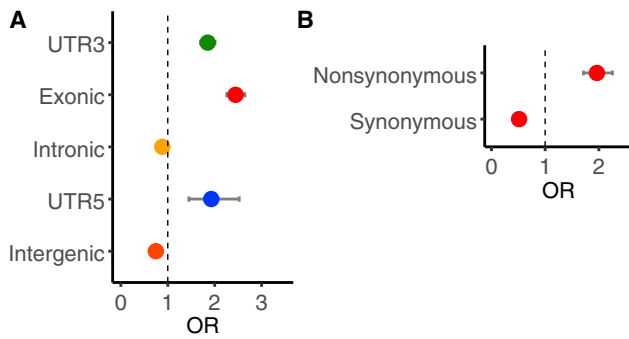 A
UTR3
Exonic
Intronic
UTR5
Intergenic
0 1 2 3
OR
B
Nonsynonymous
Synonymous
0 1 2
OR